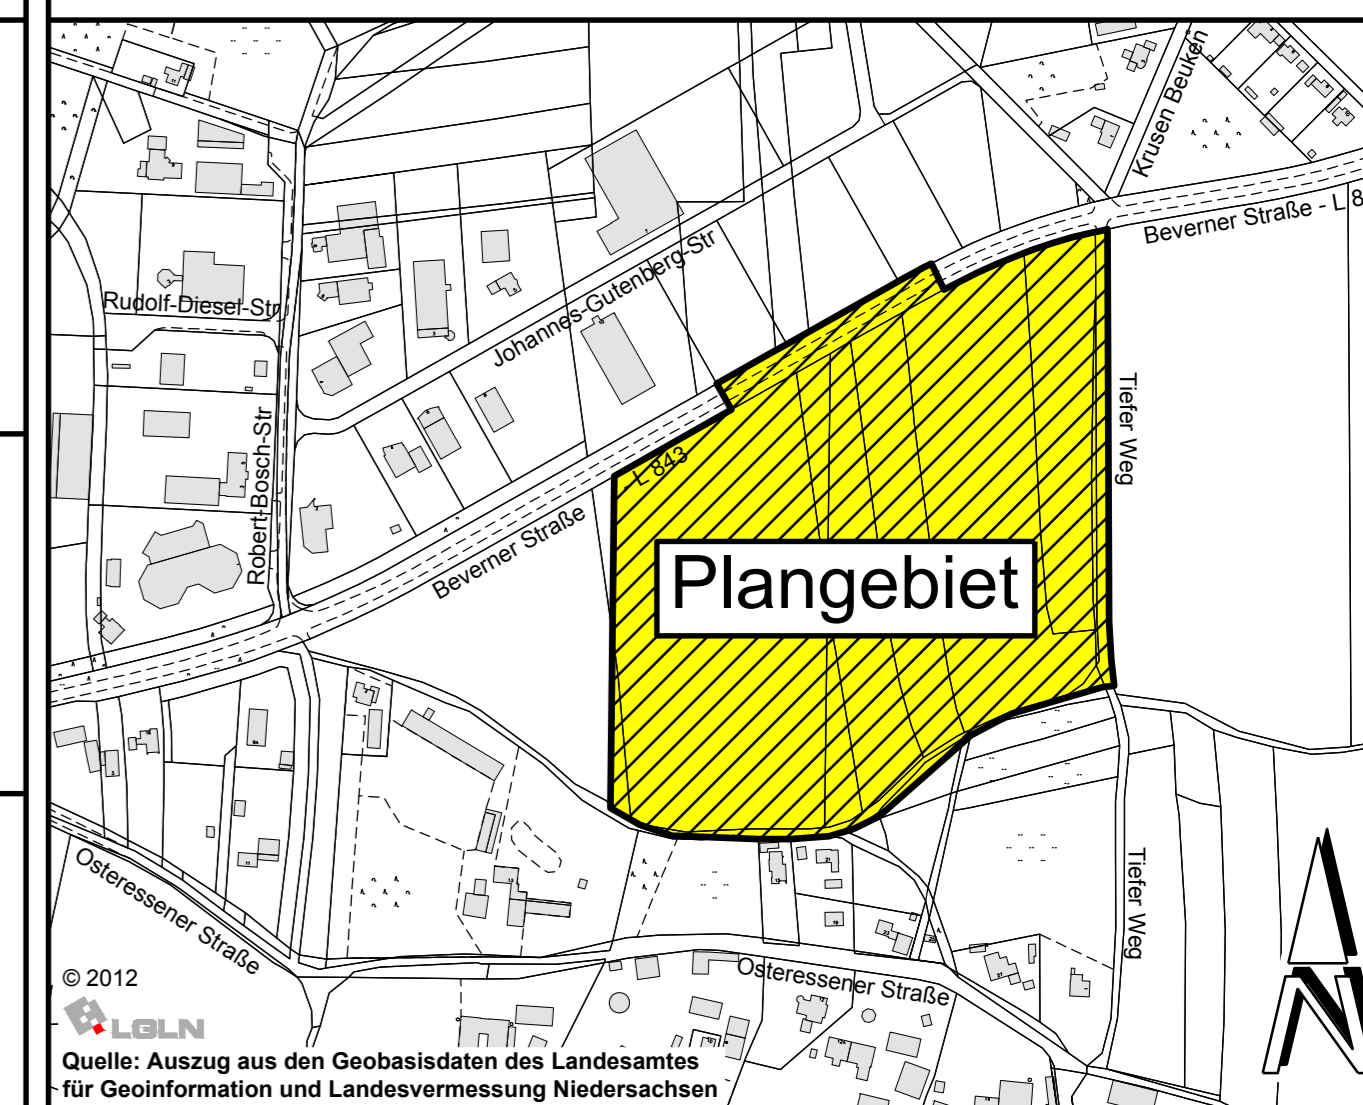 Krusen Beuken
Beverner Straße - L 8
Johannes-Gutenberg-Str
Rudolf-Diesel-Str
Tiefer Weg
Robert-Bosch-Str
- L 843
Beverner Straße
Plangebiet
Osteressener Straße
Tiefer Weg
Osteressener Straße
© 2012
LGLN
Quelle: Auszug aus den Geobasisdaten des Landesamtes
für Geoinformation und Landesvermessung Niedersachsen
N